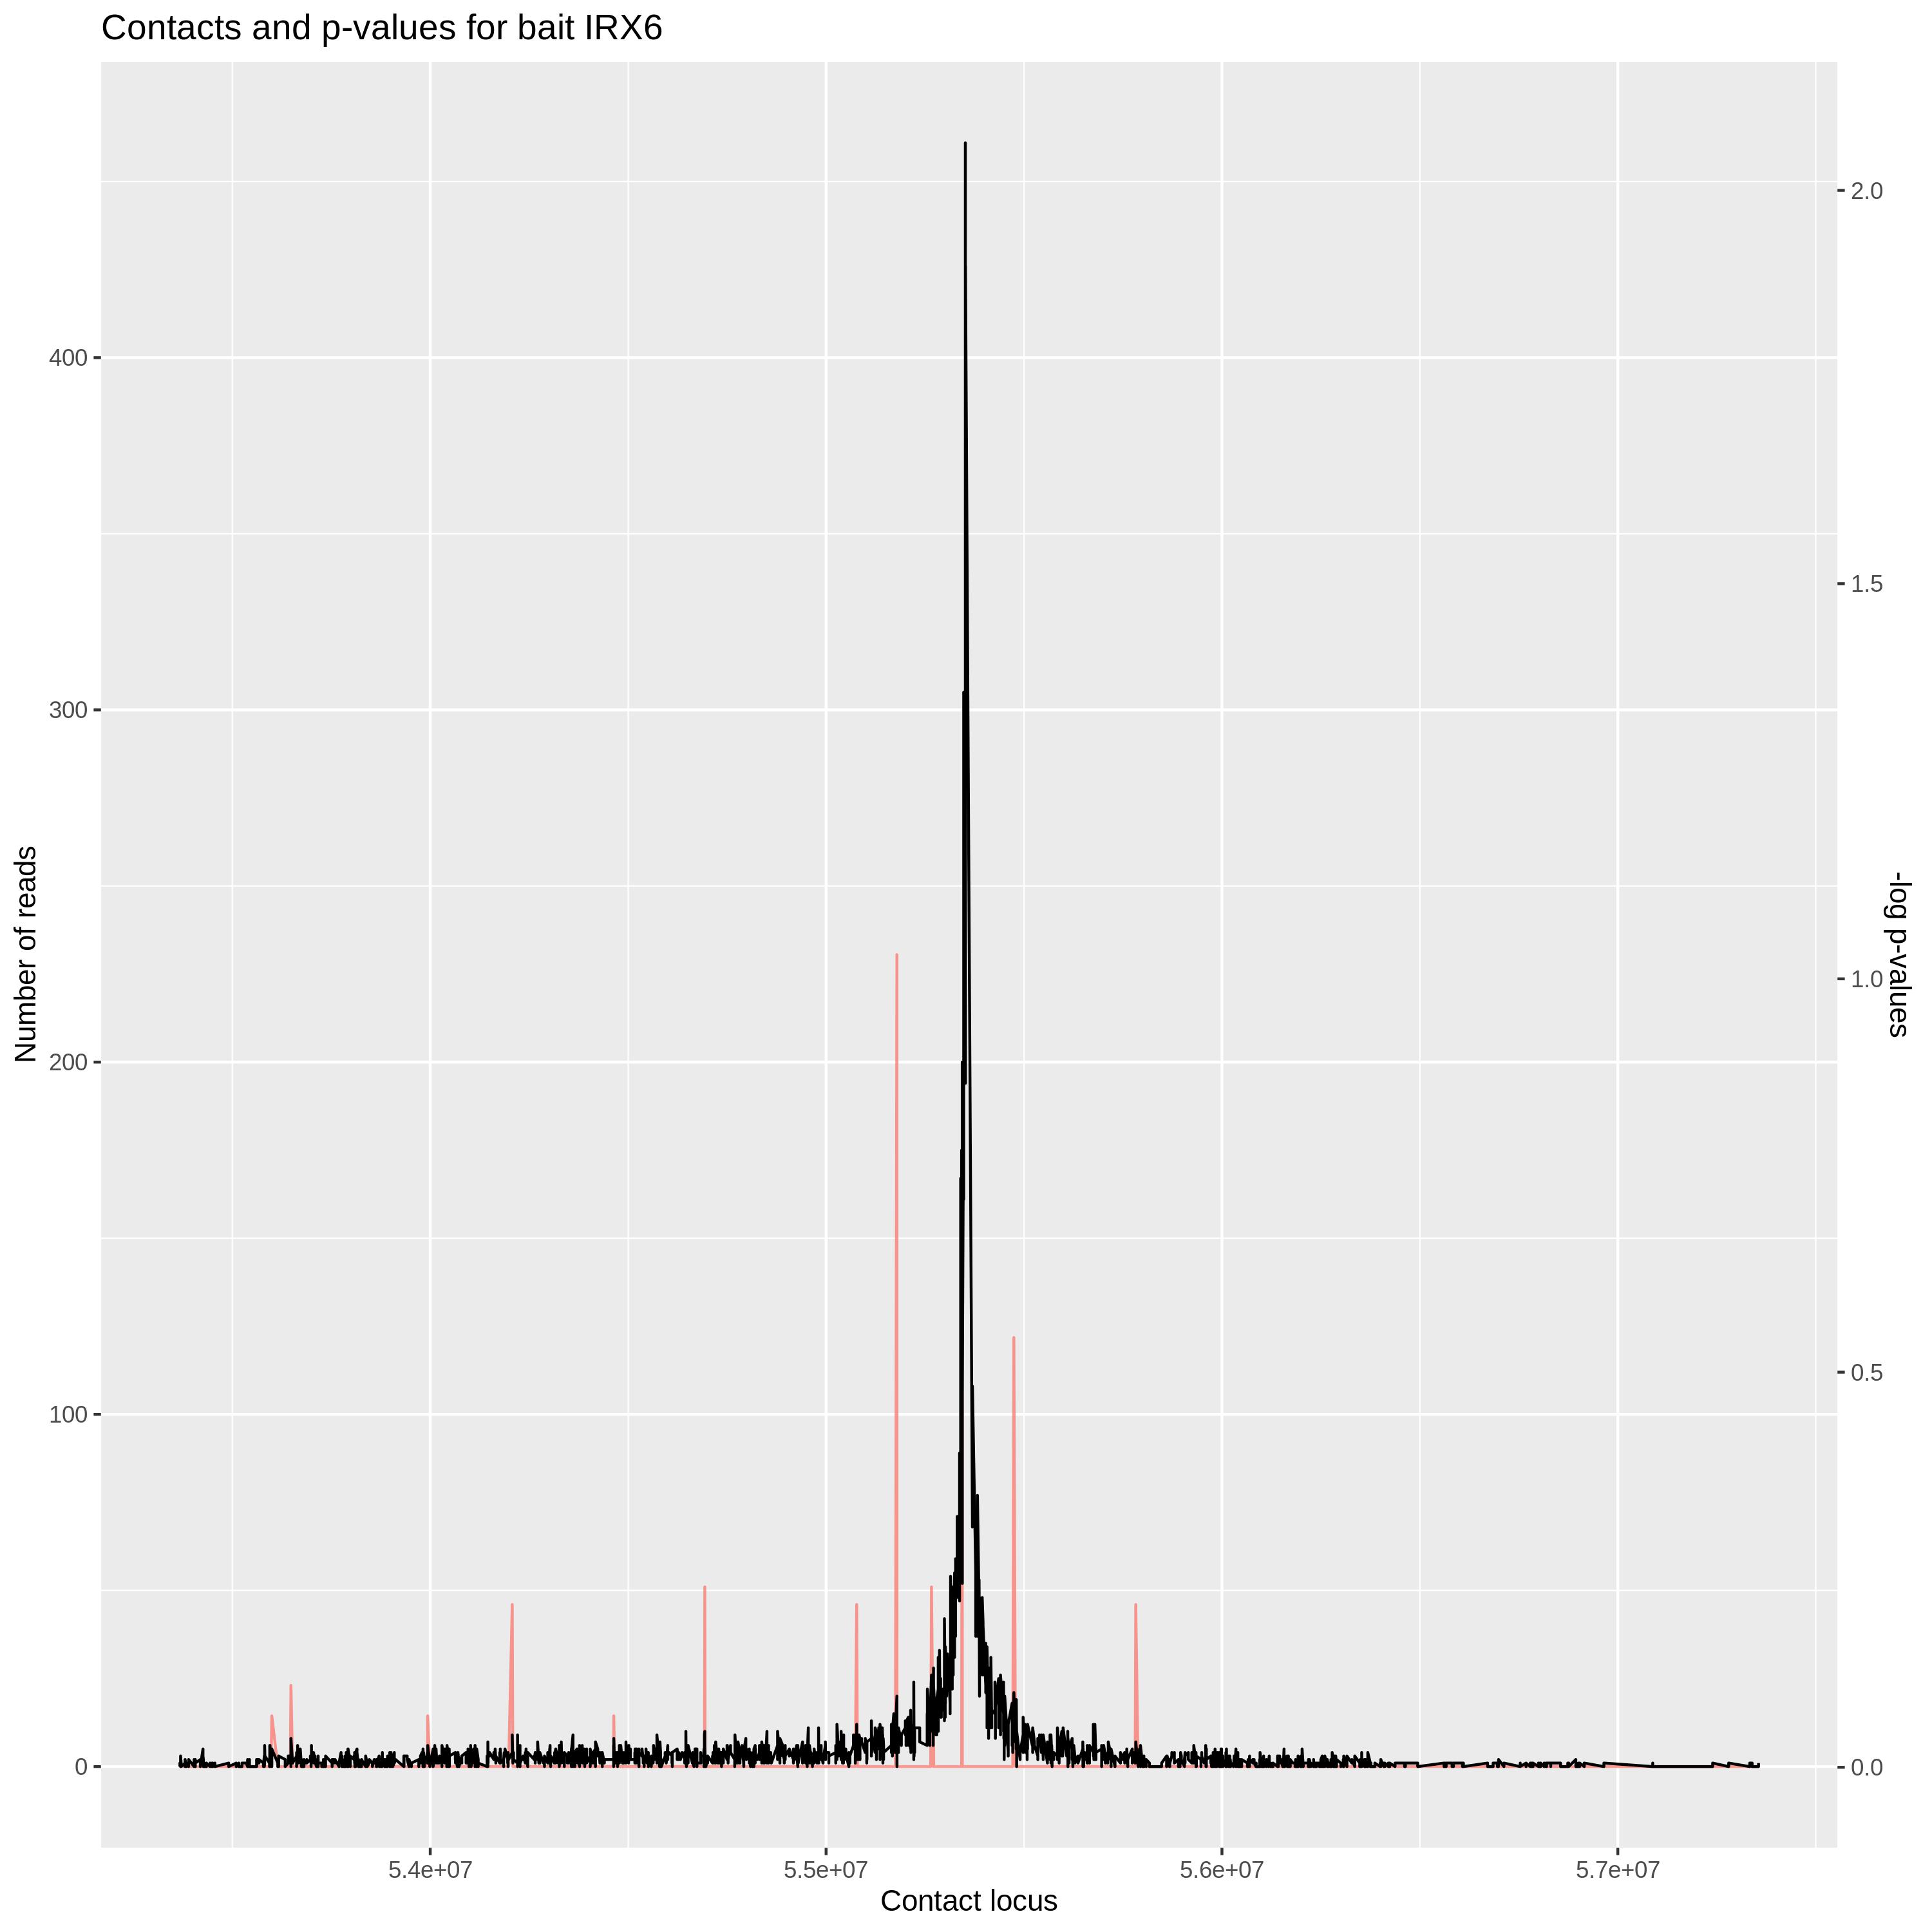 Contacts and p-values for bait IRX6
Number of reads
400
300
200
100
0
2.0
1.5
1.0
0.5
0.0
-log p-values
5.4e+07
5.5e+07
5.6e+07
5.7e+07
Contact locus